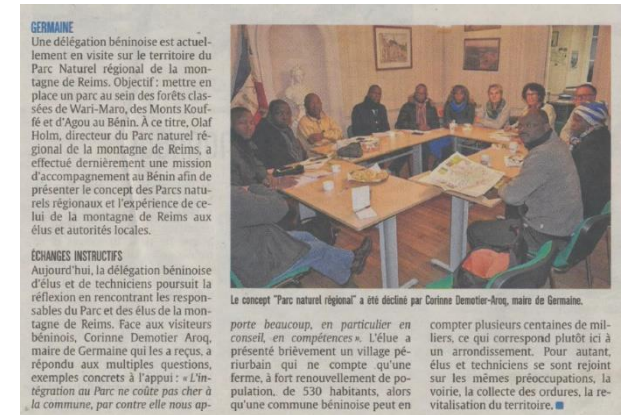 GERMAINE
Une délégation béninoise est actuel-
lement en visite sur le territoire du
Parc Naturel régional de la mon-
tagne de Reims. Objectif : mettre en
place un parc au sein des forêts clas-
sées de Wari-Maro, des Monts Kouf-
fé et d'Agou au Bénin. À ce titre, Olaf
Holm, directeur du Parc naturel ré-
gional de la montagne de Reims, a
effectué dernièrement une mission
d'accompagnement au Bénin afin de
présenter le concept des Parcs natu-
rels régionaux et l'expérience de ce-
lui de la montagne de Reims aux
élus et autorités locales.
ÉCHANGES INSTRUCTIFS
Aujourd'hui, la délégation béninoise
d'élus et de techniciens poursuit la
réflexion en rencontrant les respon-
sables du Parc et des élus de la mon-
tagne de Reims. Face aux visiteurs
béninois, Corinne Demotier Aroq,
maire de Germaine qui les a reçus, a
répondu aux multiples questions,
exemples concrets à l'appui : « L'in-
tégration au Parc ne coûte pas cher à
la commune, par contre elle nous ap-
Le concept "Parc naturel régional" a été décliné par Corinne Demotier-Aroq, maire de Germaine.
porte beaucoup, en particulier en
conseil, en compétences ». L'élue a
présenté brièvement un village pé-
riurbain qui ne compte qu'une
ferme, à fort renouvellement de po-
pulation, de 530 habitants, alors
qu'une commune béninoise peut en
compter plusieurs centaines de mil-
liers, ce qui correspond plutôt ici à
un arrondissement. Pour autant,
élus et techniciens se sont rejoint
sur les mêmes préoccupations, la
voirie, la collecte des ordures, la re-
vitalisation du territoire.